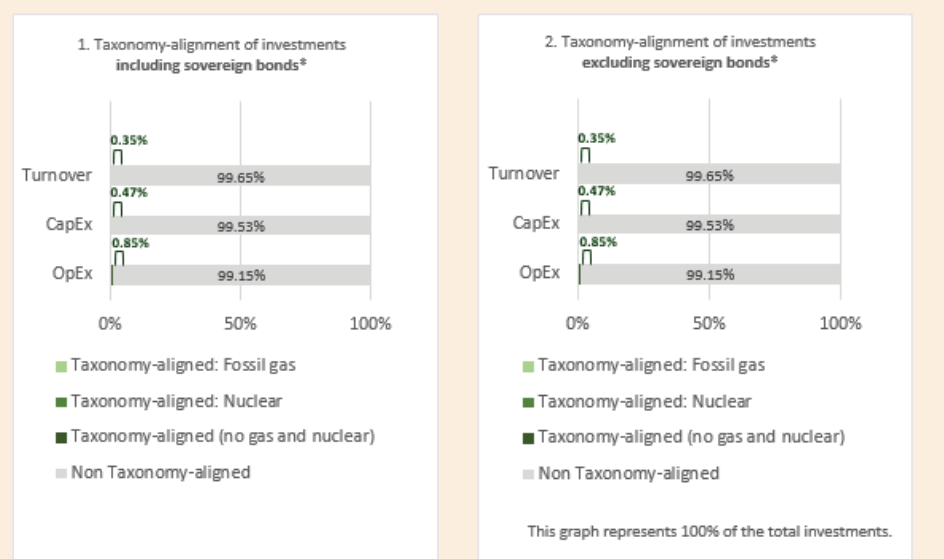 1. Taxonomy-alignment of investments
including sovereign bonds*
0.35%
Turnover
99.65%
0.47%
CapEx
99.53%
0.85%
OpEx
99.15%
0%
50%
100%
Taxonomy-aligned: Fossil gas
Taxonomy-aligned: Nuclear
Taxonomy-aligned (no gas and nuclear)
Non Taxonomy-aligned
2. Taxonomy-alignment of investments
excluding sovereign bonds*
0.35%
Turnover
99.65%
0.47%
CapEx
99.53%
0.85%
OpEx
99.15%
0%
50%
100%
Taxonomy-aligned: Fossil gas
Taxonomy-aligned: Nuclear
Taxonomy-aligned (no gas and nuclear)
Non Taxonomy-aligned
This graph represents 100% of the total investments.